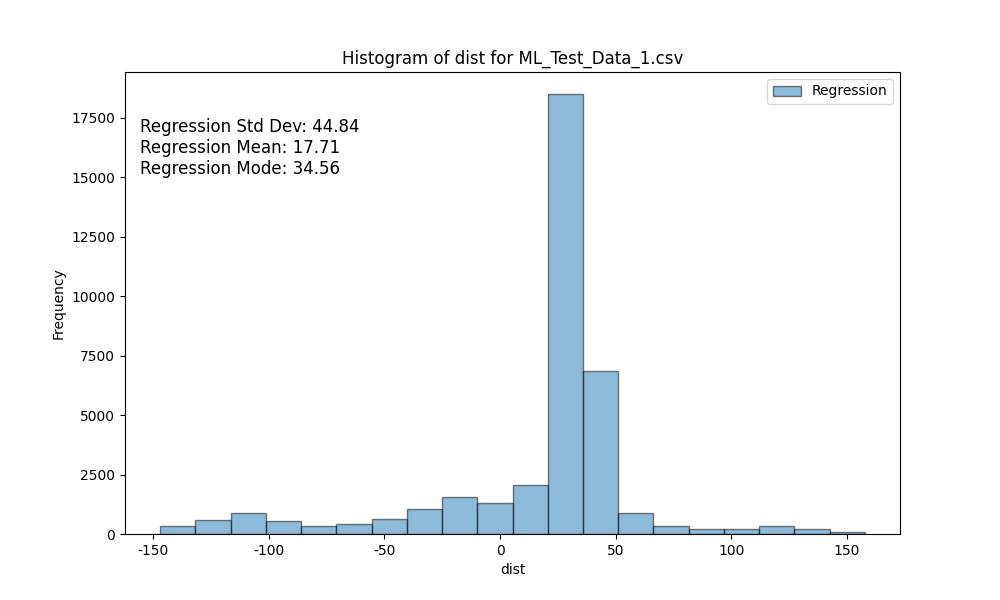 Histogram of dist for ML_Test_Data_1.csv
Regression
Regression Std Dev: 44.84
Regression Mean: 17.71
Regression Mode: 34.56
17500
15000
12500
10000
7500
5000
2500
0
Frequency
-150 -100 -50 0 50 100 150
dist